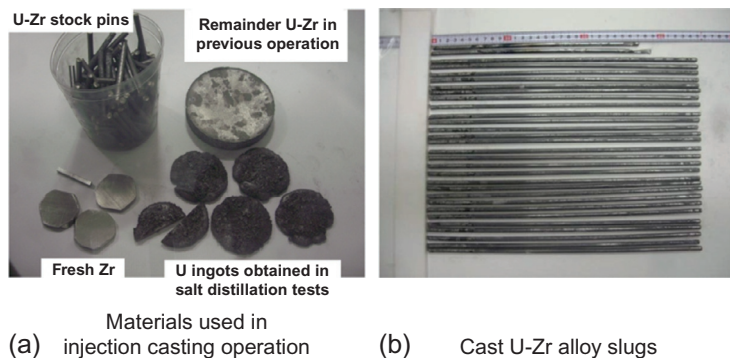 U-Zr stock pins
Remainder U-Zr in
previous operation
Fresh Zr
U ingots obtained in
salt distillation tests
(a) Materials used in
injection casting operation
(b) Cast U-Zr alloy slugs